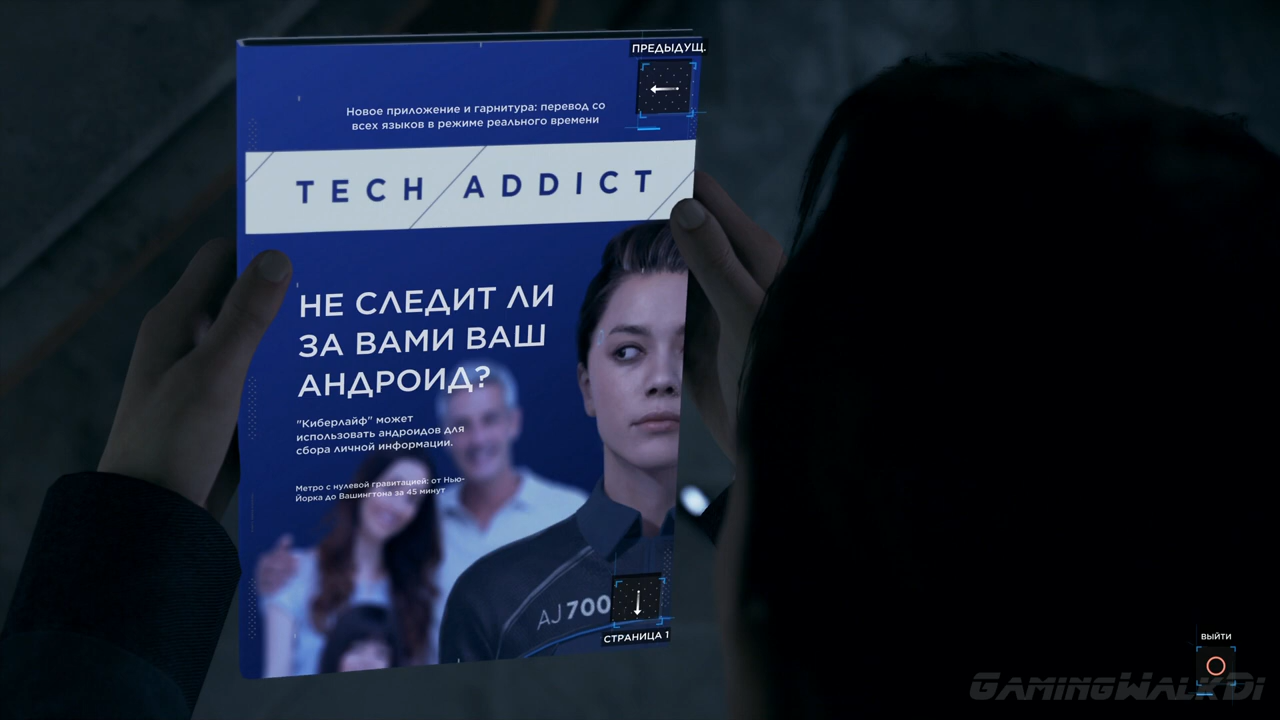 ПРЕДЫДУЩ.
Новое приложение и гарнитура: перевод со
всех языков в режиме реального времени
TECH ADDICT
НЕ СЛЕДИТ ЛИ
ЗА ВАМИ ВАШ
АНДРОИД?
"Киберлайф" может
использовать андроидов для
сбора личной информации.
Метро с нулевой гравитацией: от Нью-
Йорка до Вашингтона за 45 минут
AJ700
СТРАНИЦА 1
ВЫЙТИ
GamingWalkDi